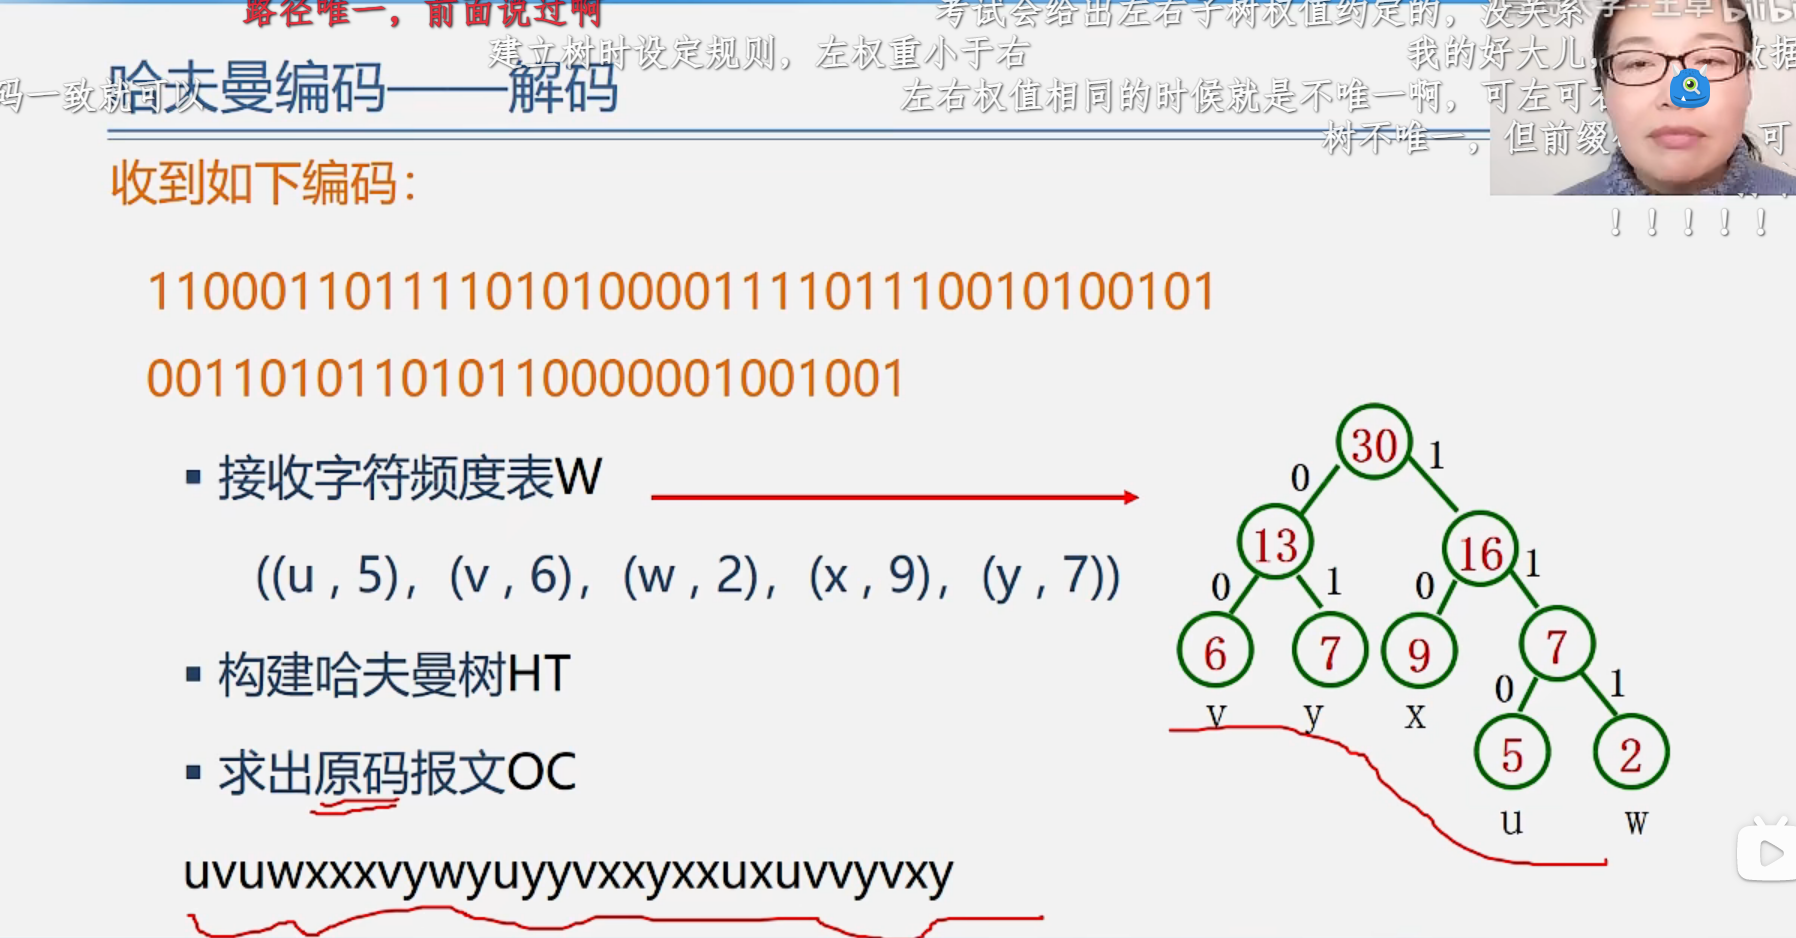 路径唯一，前面说过啊
考试会给出左右子树权值约定的，没关系
建立树时设定规则，左权重小于右
我的好大儿，
数据
哈夫曼编码——解码
码一致就可以
左右权值相同的时候就是不唯一啊，可左可
树不唯一，但前缀
可
收到如下编码：
！！！！！
1100011011110101000011110111001010010​1
00110101101011000000​1001001
▪ 接收字符频度表W
((u , 5)，(v , 6)，(w , 2)，(x , 9)，(y , 7))
▪ 构建哈夫曼树HT
▪ 求出原码报文OC
uvuwxxxvywyuyyvxxyxxuxuvvyvxy
30
0 1
13 16
0 1 0 1
6 7 9 7
v y x
0 1
5 2
u w